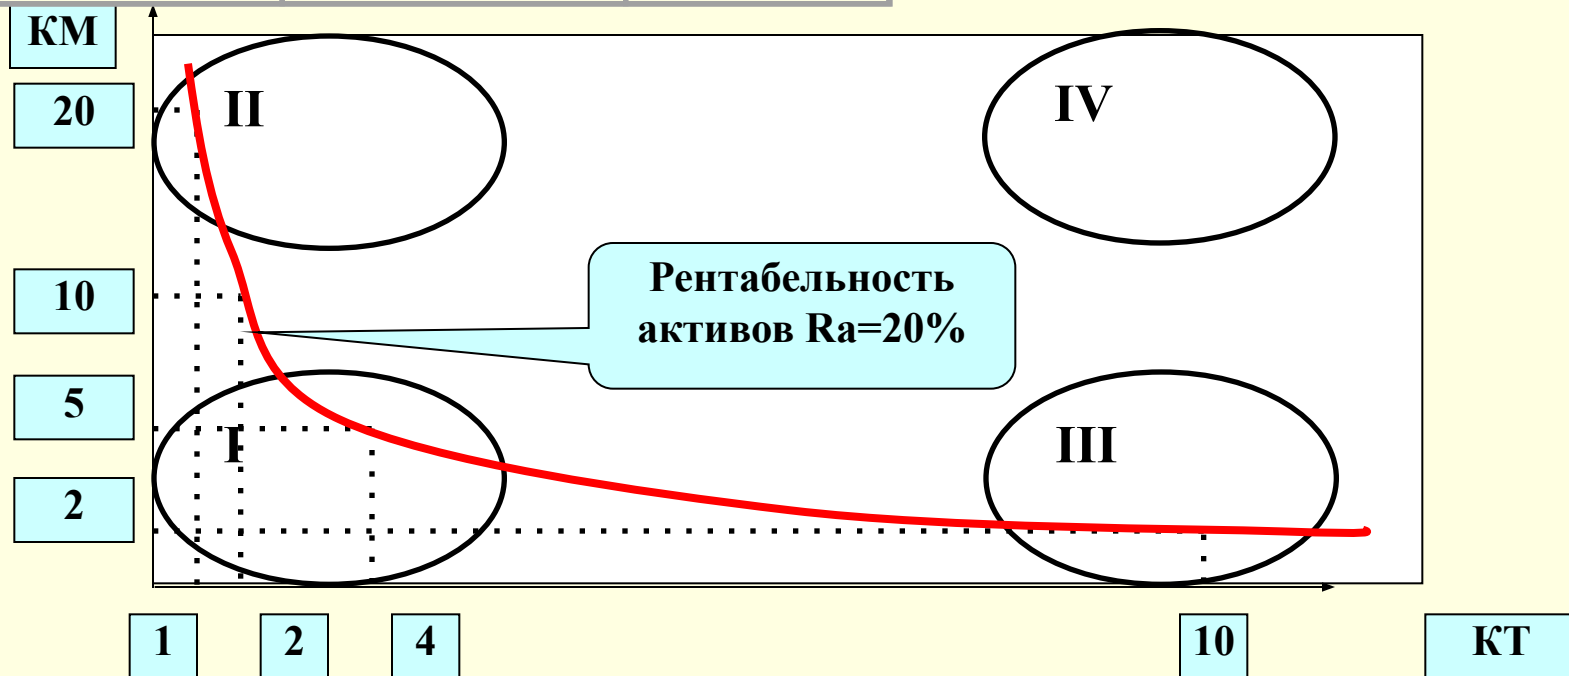 КМ
20
II
IV
10
Рентабельность
активов Ra=20%
5
I
III
2
1
2
4
10
КТ